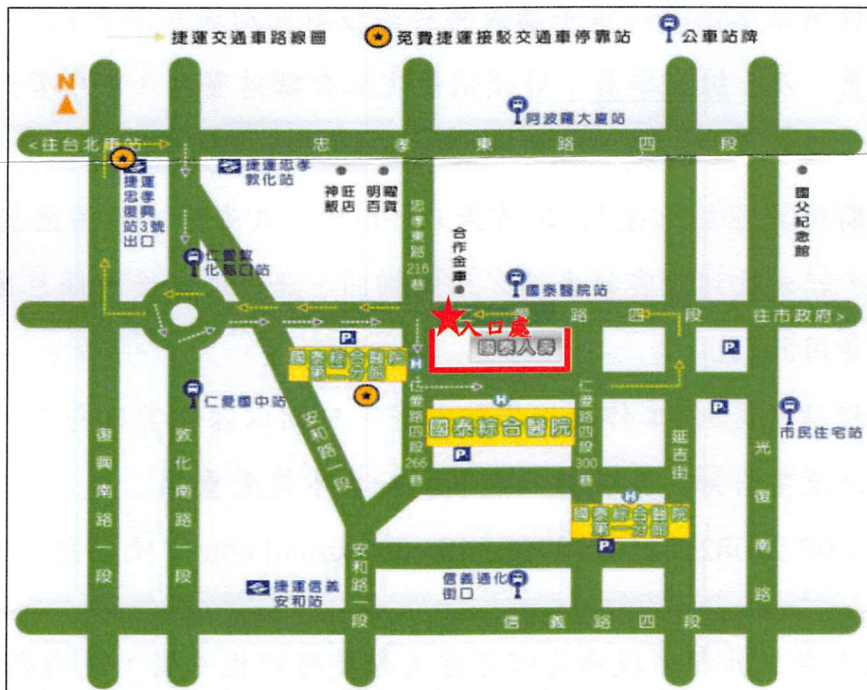 捷運交通車路線圖
免費捷運接駁交通車停靠站
公車站牌
N
阿波羅大廈站
<往台北車站
忠孝東路四段
捷運忠孝復興站3號出口
捷運忠孝
敦化站
神旺飯店
明曜百貨
忠孝東路216巷
合作金庫
國父紀念館
仁愛敦
化路口站
國泰醫院站
路四段
往市政府>
入口處
國泰人壽
P
國泰綜合醫院
第二分館
H
P
仁愛國中站
安和路一段
仁愛路四段266巷
H
國泰綜合醫院
P
仁愛路四段300巷
P
市民住宅站
復興南路一段
敦化南路一段
延吉街
光復南路
H
國泰綜合醫院
第一分館
P
安和路一段
捷運信義
安和站
信義通化
街口
信義路四段